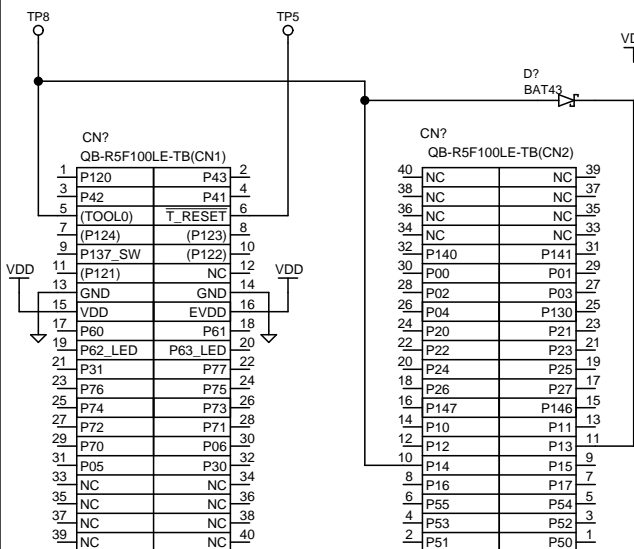 TP8
TP5
D?
BAT43
CN?
QB-R5F100LE-TB(CN1)
1 P120 P43 2
3 P42 P41 4
5 (TOOL0) T_RESET 6
7 (P124) (P123) 8
9 P137_SW (P122) 10
11 (P121) NC 12
13 GND GND 14
15 VDD EVDD 16
17 P60 P61 18
19 P62_LED P63_LED 20
21 P31 P77 22
23 P76 P75 24
25 P74 P73 26
27 P72 P71 28
29 P70 P06 30
31 P05 P30 32
33 NC NC 34
35 NC NC 36
37 NC NC 38
39 NC NC 40
VDD
VDD
CN?
QB-R5F100LE-TB(CN2)
40 NC NC 39
38 NC NC 37
36 NC NC 35
34 NC NC 33
32 P140 P141 31
30 P00 P01 29
28 P02 P03 27
26 P04 P130 25
24 P20 P21 23
22 P22 P23 21
20 P24 P25 19
18 P26 P27 17
16 P147 P146 15
14 P10 P11 13
12 P12 P13 11
10 P14 P15 9
8 P16 P17 7
6 P55 P54 5
4 P53 P52 3
2 P51 P50 1